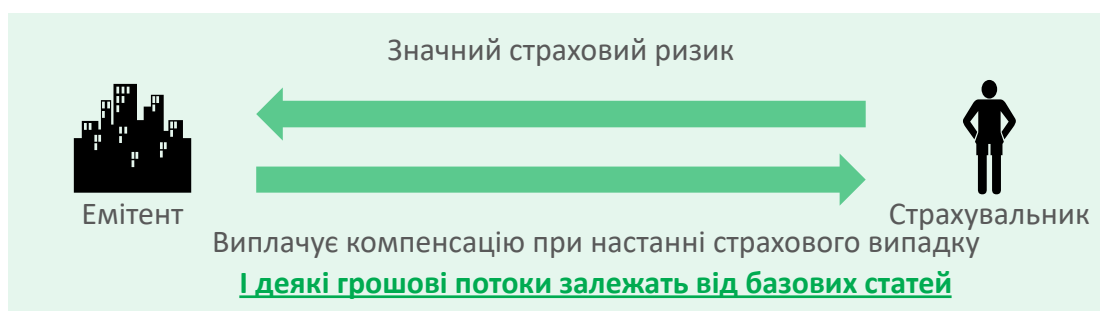 Значний страховий ризик
Емітент
Страхувальник
Виплачує компенсацію при настанні страхового випадку
І деякі грошові потоки залежать від базових статей